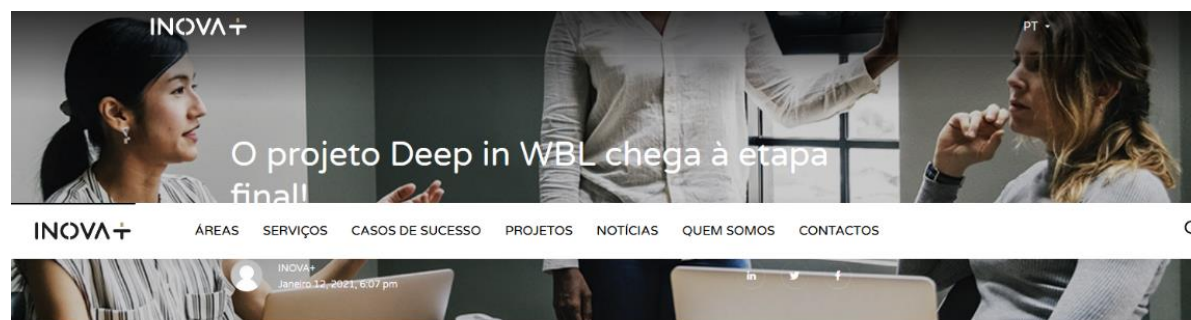 INOVA+
PT
O projeto Deep in WBL chega à etapa
final!
INOVA+
ÁREAS SERVIÇOS CASOS DE SUCESSO PROJETOS NOTÍCIAS QUEM SOMOS CONTACTOS
INOVA+
Janeiro 12, 2021, 6:07 pm
in f